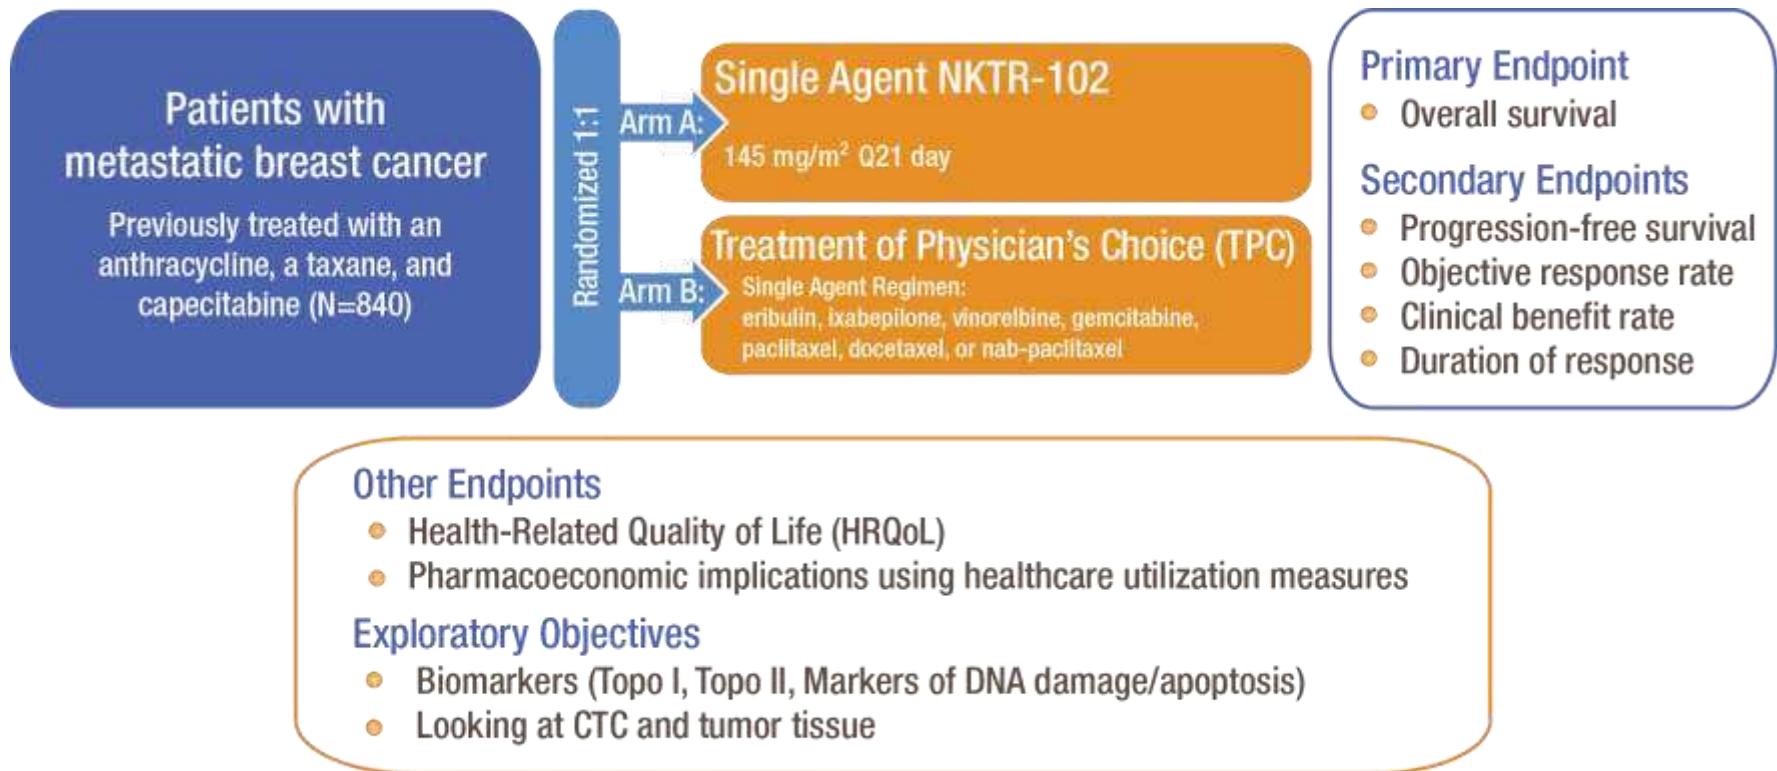 Patients with
metastatic breast cancer
Previously treated with an
anthracycline, a taxane, and
capecitabine (N=840)
Randomized 1:1
Arm A:
Single Agent NKTR-102
145 mg/m² Q21 day
Arm B:
Treatment of Physician's Choice (TPC)
Single Agent Regimen:
eribulin, ixabepilone, vinorelbine, gemcitabine,
paclitaxel, docetaxel, or nab-paclitaxel
Primary Endpoint
Overall survival
Secondary Endpoints
Progression-free survival
Objective response rate
Clinical benefit rate
Duration of response
Other Endpoints
Health-Related Quality of Life (HRQoL)
Pharmacoeconomic implications using healthcare utilization measures
Exploratory Objectives
Biomarkers (Topo I, Topo II, Markers of DNA damage/apoptosis)
Looking at CTC and tumor tissue